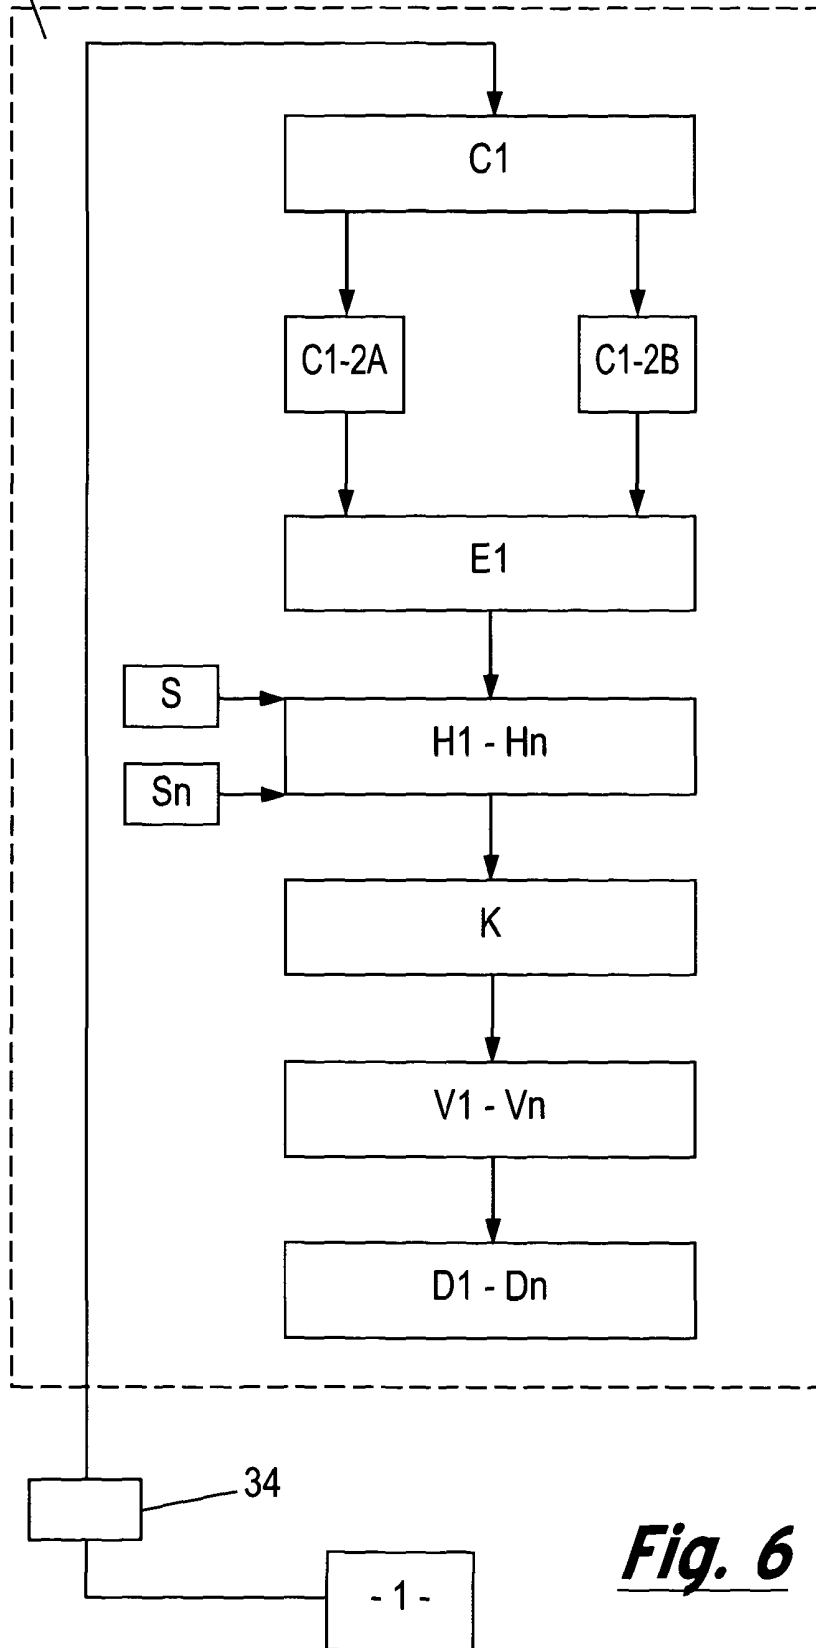 C1
C1-2A
C1-2B
E1
S
H1 - Hn
Sn
K
V1 - Vn
D1 - Dn
34
- 1 -
Fig. 6